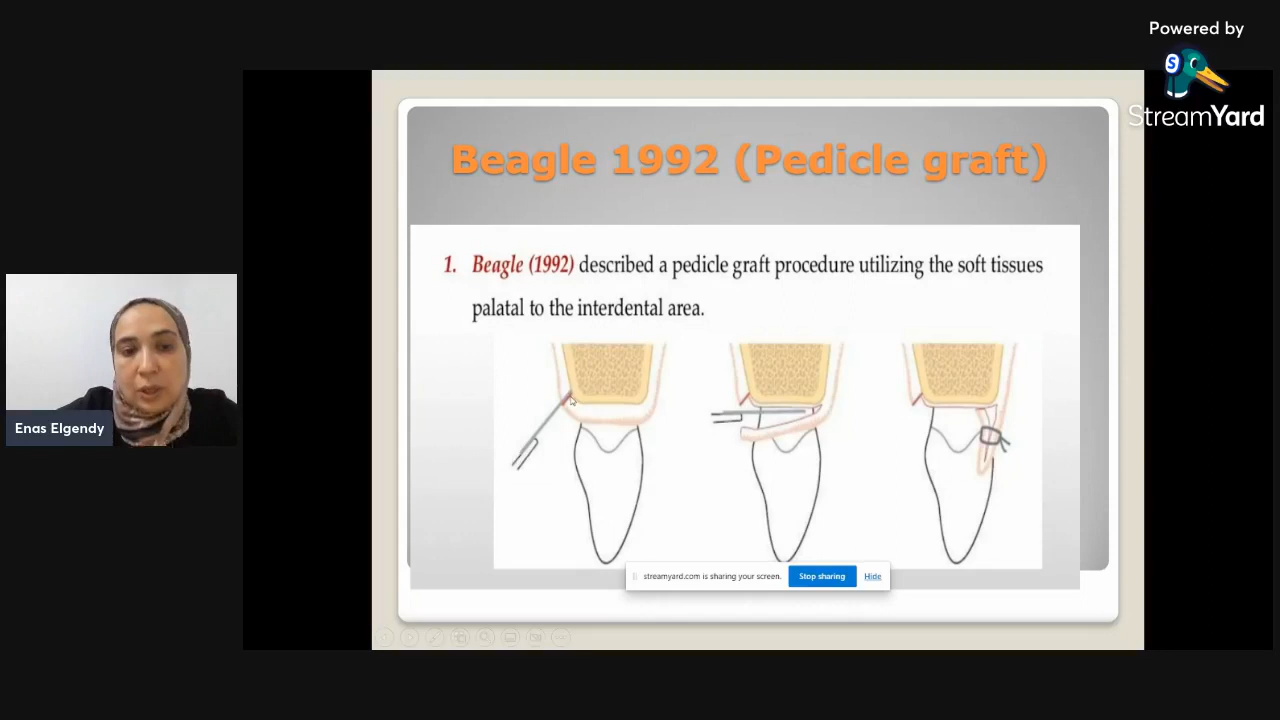 Powered by
S
StreamYard
Beagle 1992 (Pedicle graft)
1. Beagle (1992) described a pedicle graft procedure utilizing the soft tissues
palatal to the interdental area.
Enas Elgendy
streamyard.com is sharing your screen. Stop sharing Hide